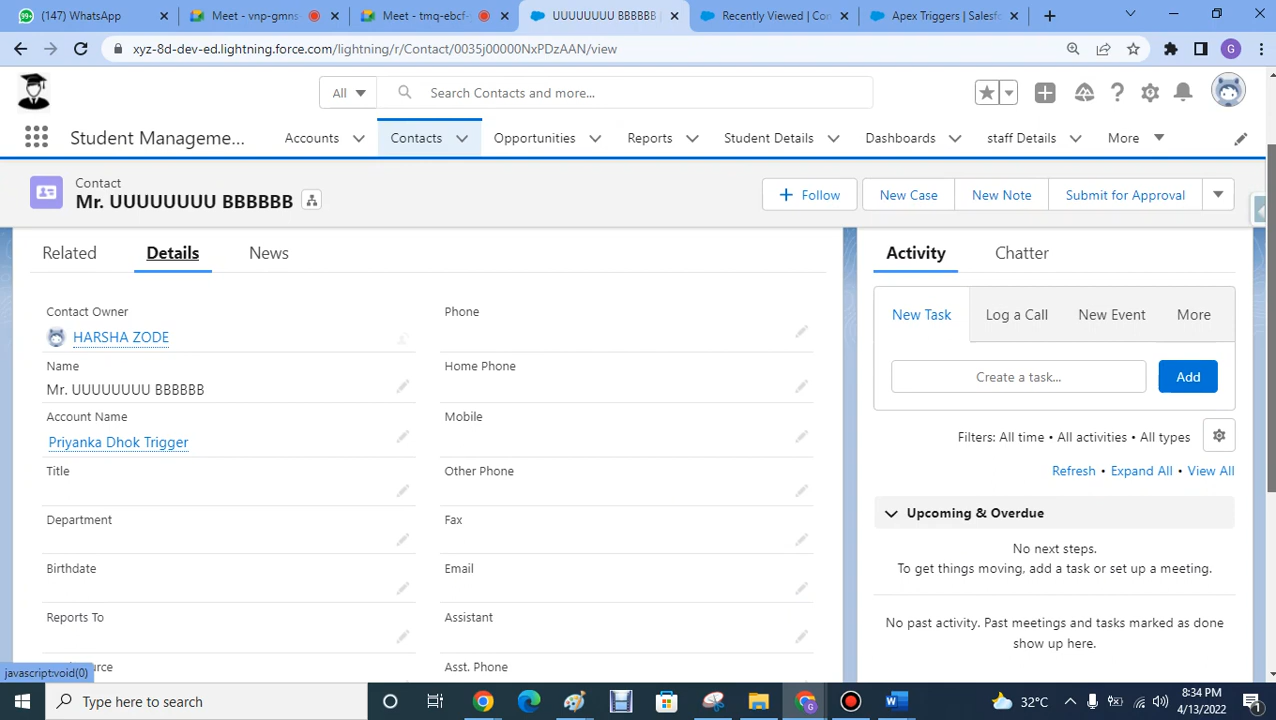 99+ WhatsApp
Meet - vnp-gmns-
Meet - tmq-ebcf-
UUUUUUUU BBBBBB |
Recently Viewed | Con
Apex Triggers | Salesfo
xyz-8d-dev-ed.lightning.force.com/lightning/r/Contact/0035j00000NxPDzAAN/view
G
All
Search Contacts and more...
Student Manageme...
Accounts
Contacts
Opportunities
Reports
Student Details
Dashboards
staff Details
More
Contact
Mr. UUUUUUUU BBBBBB
+ Follow
New Case
New Note
Submit for Approval
Related
Details
News
Activity
Chatter
Contact Owner
HARSHA ZODE
Name
Mr. UUUUUUUU BBBBBB
Account Name
Priyanka Dhok Trigger
Title
Department
Birthdate
Reports To
ource
Phone
Home Phone
Mobile
Other Phone
Fax
Email
Assistant
Asst. Phone
New Task
Log a Call
New Event
More
Create a task...
Add
Filters: All time • All activities • All types
Refresh • Expand All • View All
Upcoming & Overdue
No next steps.
To get things moving, add a task or set up a meeting.
No past activity. Past meetings and tasks marked as done
show up here.
javascript:void(0)
Type here to search
32°C
8:34 PM
4/13/2022